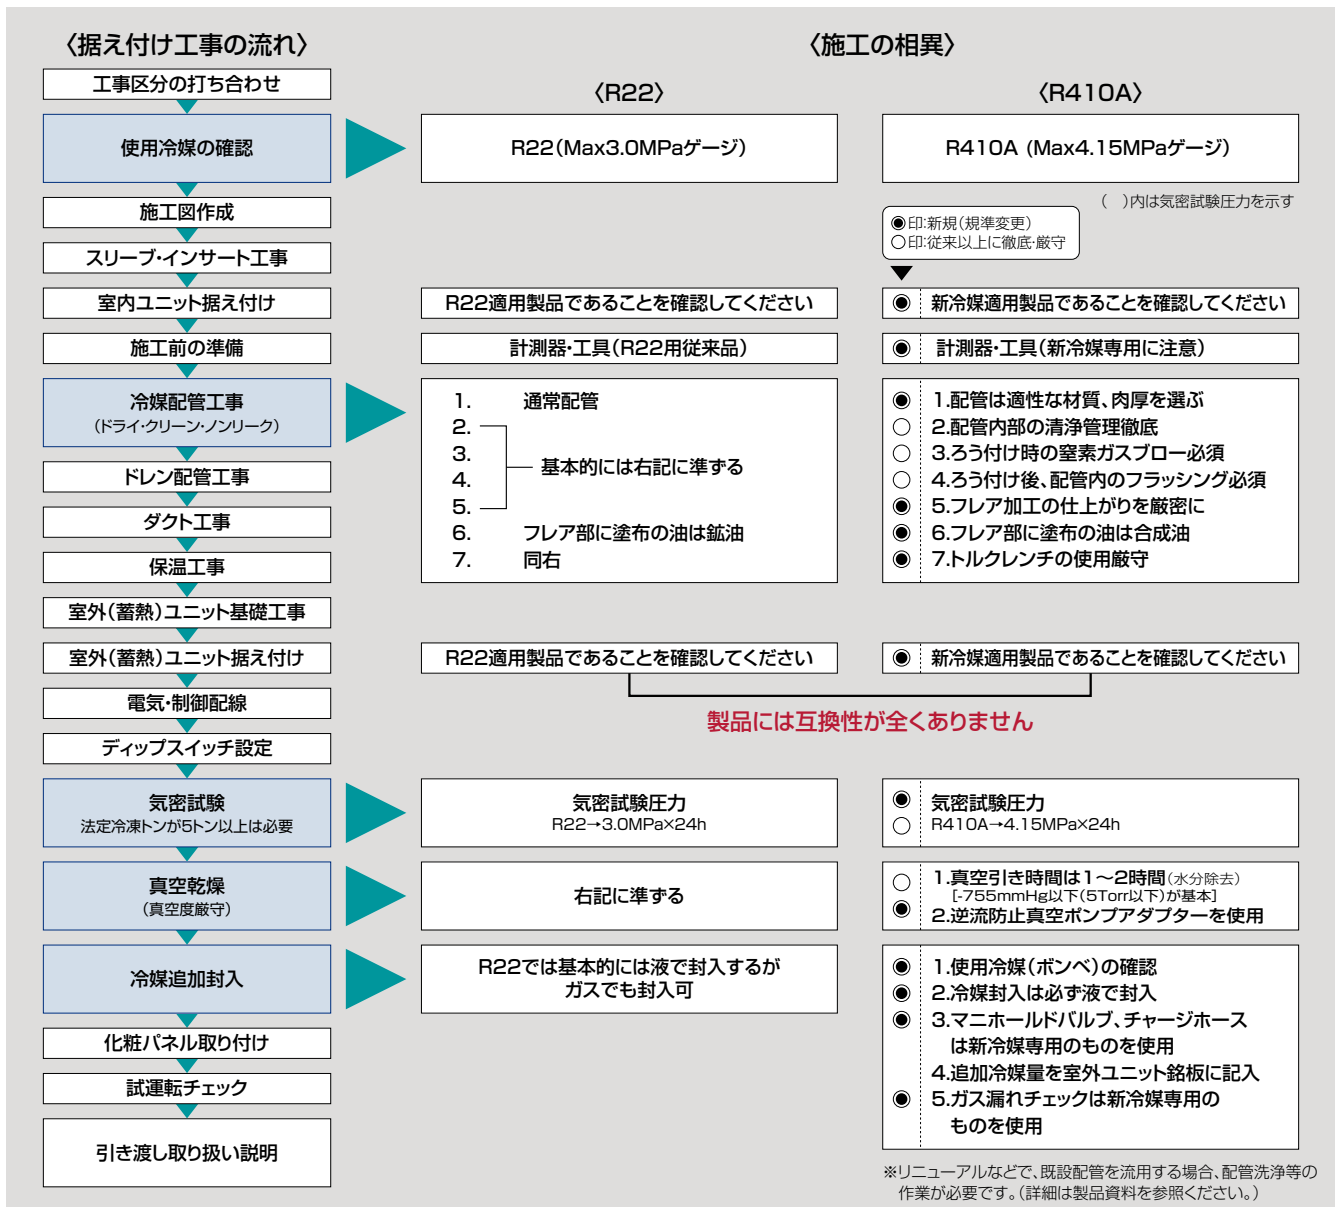 〈据え付け工事の流れ〉
工事区分の打ち合わせ
使用冷媒の確認
施工図作成
スリーブ・インサート工事
室内ユニット据え付け
施工前の準備
冷媒配管工事
(ドライ・クリーン・ノンリーク)
ドレン配管工事
ダクト工事
保温工事
室外(蓄熱)ユニット基礎工事
室外(蓄熱)ユニット据え付け
電気・制御配線
ディップスイッチ設定
気密試験
法定冷凍トンが5トン以上は必要
真空乾燥
(真空度厳守)
冷媒追加封入
化粧パネル取り付け
試運転チェック
引き渡し取り扱い説明
〈施工の相異〉
〈R22〉
R22(Max3.0MPaゲージ)
R22適用製品であることを確認してください
計測器・工具(R22用従来品)
1. 通常配管
2.
3.
基本的には右記に準ずる
4.
5.
6. フレア部に塗布の油は鉱油
7. 同右
R22適用製品であることを確認してください
気密試験圧力
R22→3.0MPa×24h
右記に準ずる
R22では基本的には液で封入するが
ガスでも封入可
〈R410A〉
R410A (Max4.15MPaゲージ)
( )内は気密試験圧力を示す
◉印:新規(規準変更)
○印:従来以上に徹底・厳守
◉ 新冷媒適用製品であることを確認してください
◉ 計測器・工具(新冷媒専用に注意)
◉ 1.配管は適性な材質、肉厚を選ぶ
○ 2.配管内部の清浄管理徹底
○ 3.ろう付け時の窒素ガスブロー必須
○ 4.ろう付け後、配管内のフラッシング必須
◉ 5.フレア加工の仕上がりを厳密に
◉ 6.フレア部に塗布の油は合成油
◉ 7.トルクレンチの使用厳守
◉ 新冷媒適用製品であることを確認してください
製品には互換性が全くありません
◉ 気密試験圧力
○ R410A→4.15MPa×24h
○ 1.真空引き時間は1～2時間(水分除去)
[-755mmHg以下(5Torr以下)が基本]
◉ 2.逆流防止真空ポンプアダプターを使用
◉ 1.使用冷媒(ボンベ)の確認
◉ 2.冷媒封入は必ず液で封入
◉ 3.マニホールドバルブ、チャージホース
は新冷媒専用のものを使用
4.追加冷媒量を室外ユニット銘板に記入
◉ 5.ガス漏れチェックは新冷媒専用の
ものを使用
※リニューアルなどで、既設配管を流用する場合、配管洗浄等の
作業が必要です。(詳細は製品資料を参照ください。)